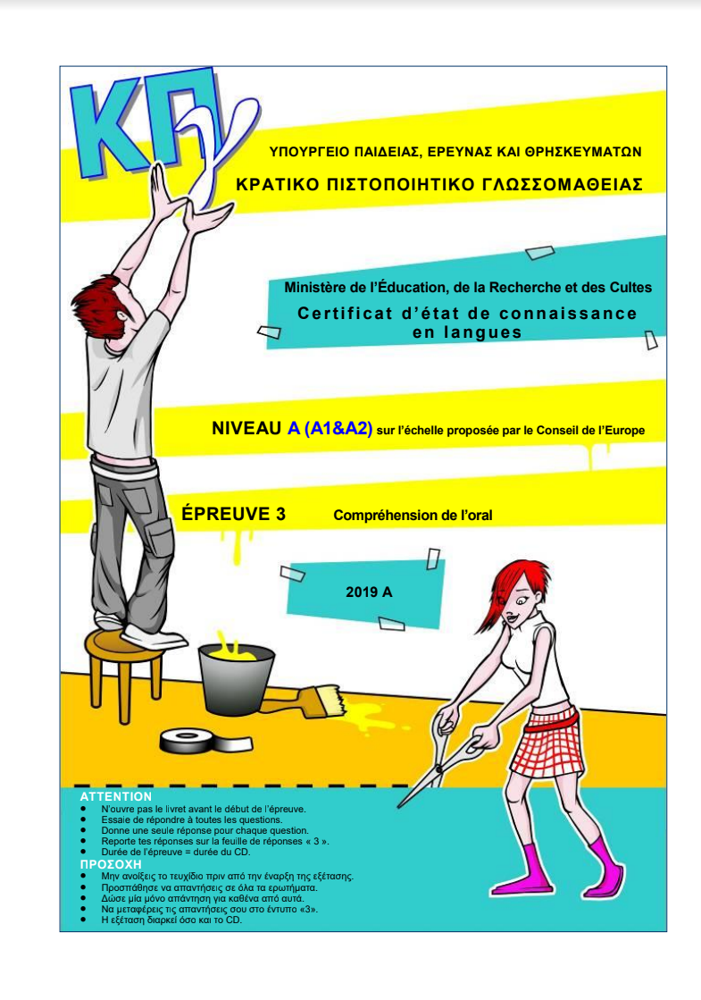 ΚΠγ
ΥΠΟΥΡΓΕΙΟ ΠΑΙΔΕΙΑΣ, ΕΡΕΥΝΑΣ ΚΑΙ ΘΡΗΣΚΕΥΜΑΤΩΝ
ΚΡΑΤΙΚΟ ΠΙΣΤΟΠΟΙΗΤΙΚΟ ΓΛΩΣΣΟΜΑΘΕΙΑΣ
Ministère de l’Éducation, de la Recherche et des Cultes
Certificat d’état de connaissance
en langues
NIVEAU A (A1&A2) sur l’échelle proposée par le Conseil de l’Europe
ÉPREUVE 3 Compréhension de l’oral
2019 A
ATTENTION
● N’ouvre pas le livret avant le début de l’épreuve.
● Essaie de répondre à toutes les questions.
● Donne une seule réponse pour chaque question.
● Reporte tes réponses sur la feuille de réponses « 3 ».
● Durée de l’épreuve = durée du CD.
ΠΡΟΣΟΧΗ
● Μην ανοίξεις το τευχίδιο πριν από την έναρξη της εξέτασης.
● Προσπάθησε να απαντήσεις σε όλα τα ερωτήματα.
● Δώσε μία μόνο απάντηση για καθένα από αυτά.
● Να μεταφέρεις τις απαντήσεις σου στο έντυπο «3».
● Η εξέταση διαρκεί όσο και το CD.